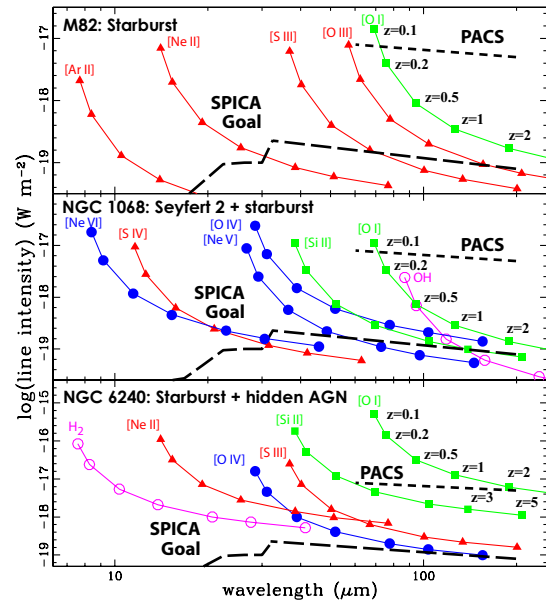 M82: Starburst
[Ar II]
[Ne II]
[S III]
[O III]
[O I]
z=0.1
z=0.2
z=0.5
z=1
z=2
PACS
SPICA
Goal
-17
-18
-19
NGC 1068: Seyfert 2 + starburst
[Ne VI]
[S IV]
[O IV]
[Ne V]
[Si II]
[O I]
z=0.1
z=0.2
OH
z=0.5
z=1
z=2
PACS
SPICA
Goal
-17
-18
-19
log(line intensity) (W m⁻²)
NGC 6240: Starburst + hidden AGN
H₂
[Ne II]
[O IV]
[S III]
[Si II]
[O I]
z=0.1
z=0.2
z=0.5
z=1
z=2
z=3
z=5
PACS
SPICA
Goal
-15
-16
-17
-18
-19
10
100
wavelength (μm)